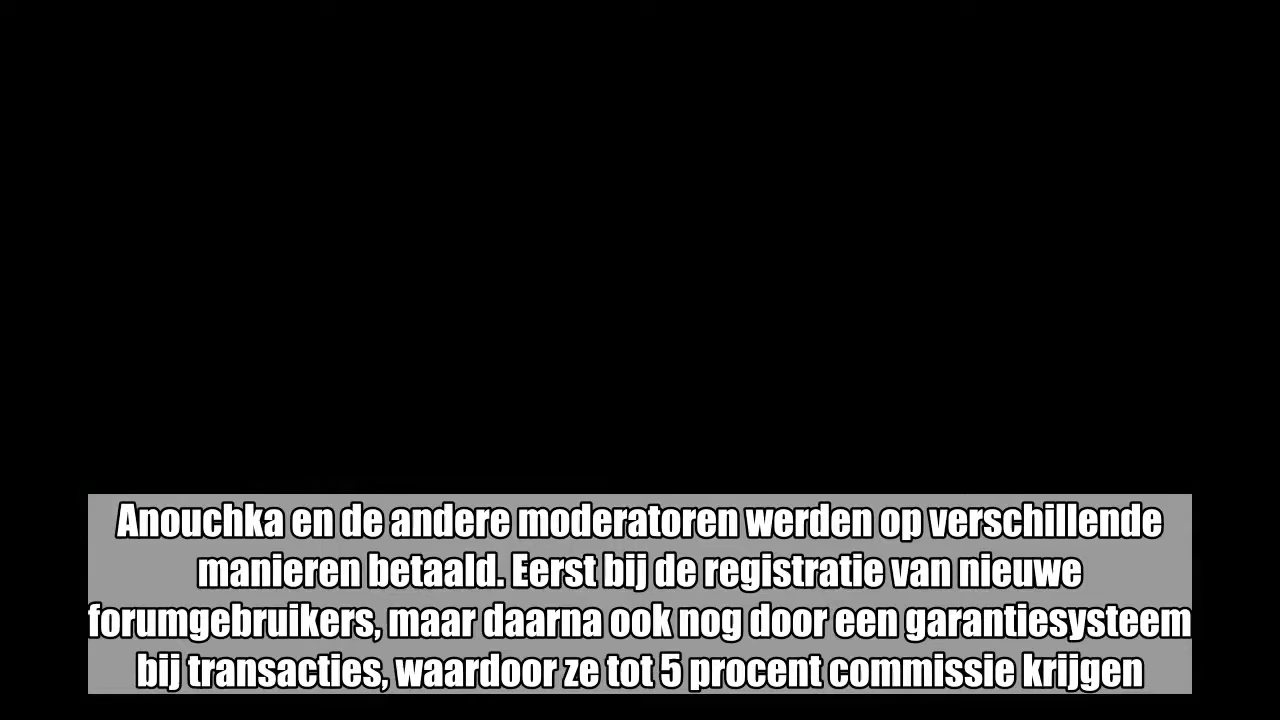 Anouchka en de andere moderatoren werden op verschillende
manieren betaald. Eerst bij de registratie van nieuwe
forumgebruikers, maar daarna ook nog door een garantiesysteem
bij transacties, waardoor ze tot 5 procent commissie krijgen